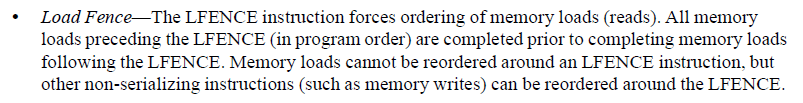 • Load Fence—The LFENCE instruction forces ordering of memory loads (reads). All memory
loads preceding the LFENCE (in program order) are completed prior to completing memory loads
following the LFENCE. Memory loads cannot be reordered around an LFENCE instruction, but
other non-serializing instructions (such as memory writes) can be reordered around the LFENCE.